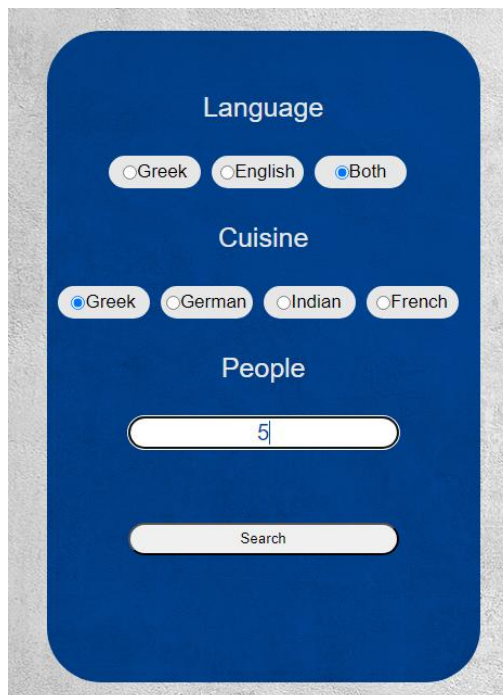 Language
Greek English Both
Cuisine
Greek German Indian French
People
5
Search